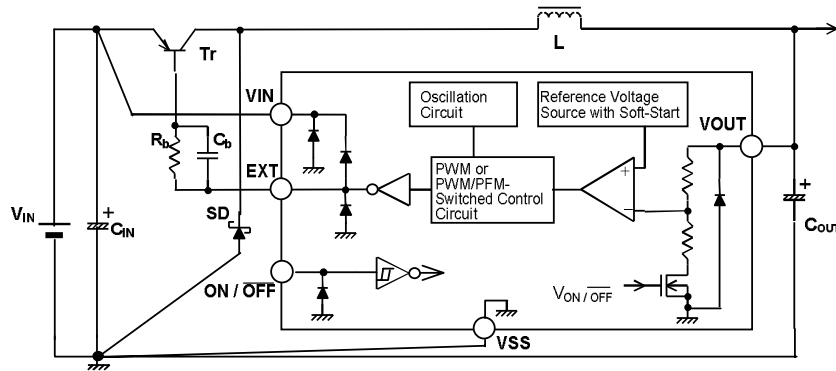 L
Tr
VIN
Oscillation
Circuit
Reference Voltage
Source with Soft-Start
VOUT
Rb
Cb
EXT
PWM or
PWM/PFM-
Switched Control
Circuit
+
−
VIN
+
CIN
SD
+
COUT
ON / OFF
VON / OFF
VSS